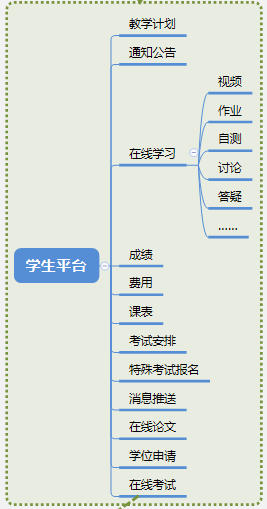 学生平台
教学计划
通知公告
在线学习
视频
作业
自测
讨论
答疑
……
成绩
费用
课表
考试安排
特殊考试报名
消息推送
在线论文
学位申请
在线考试